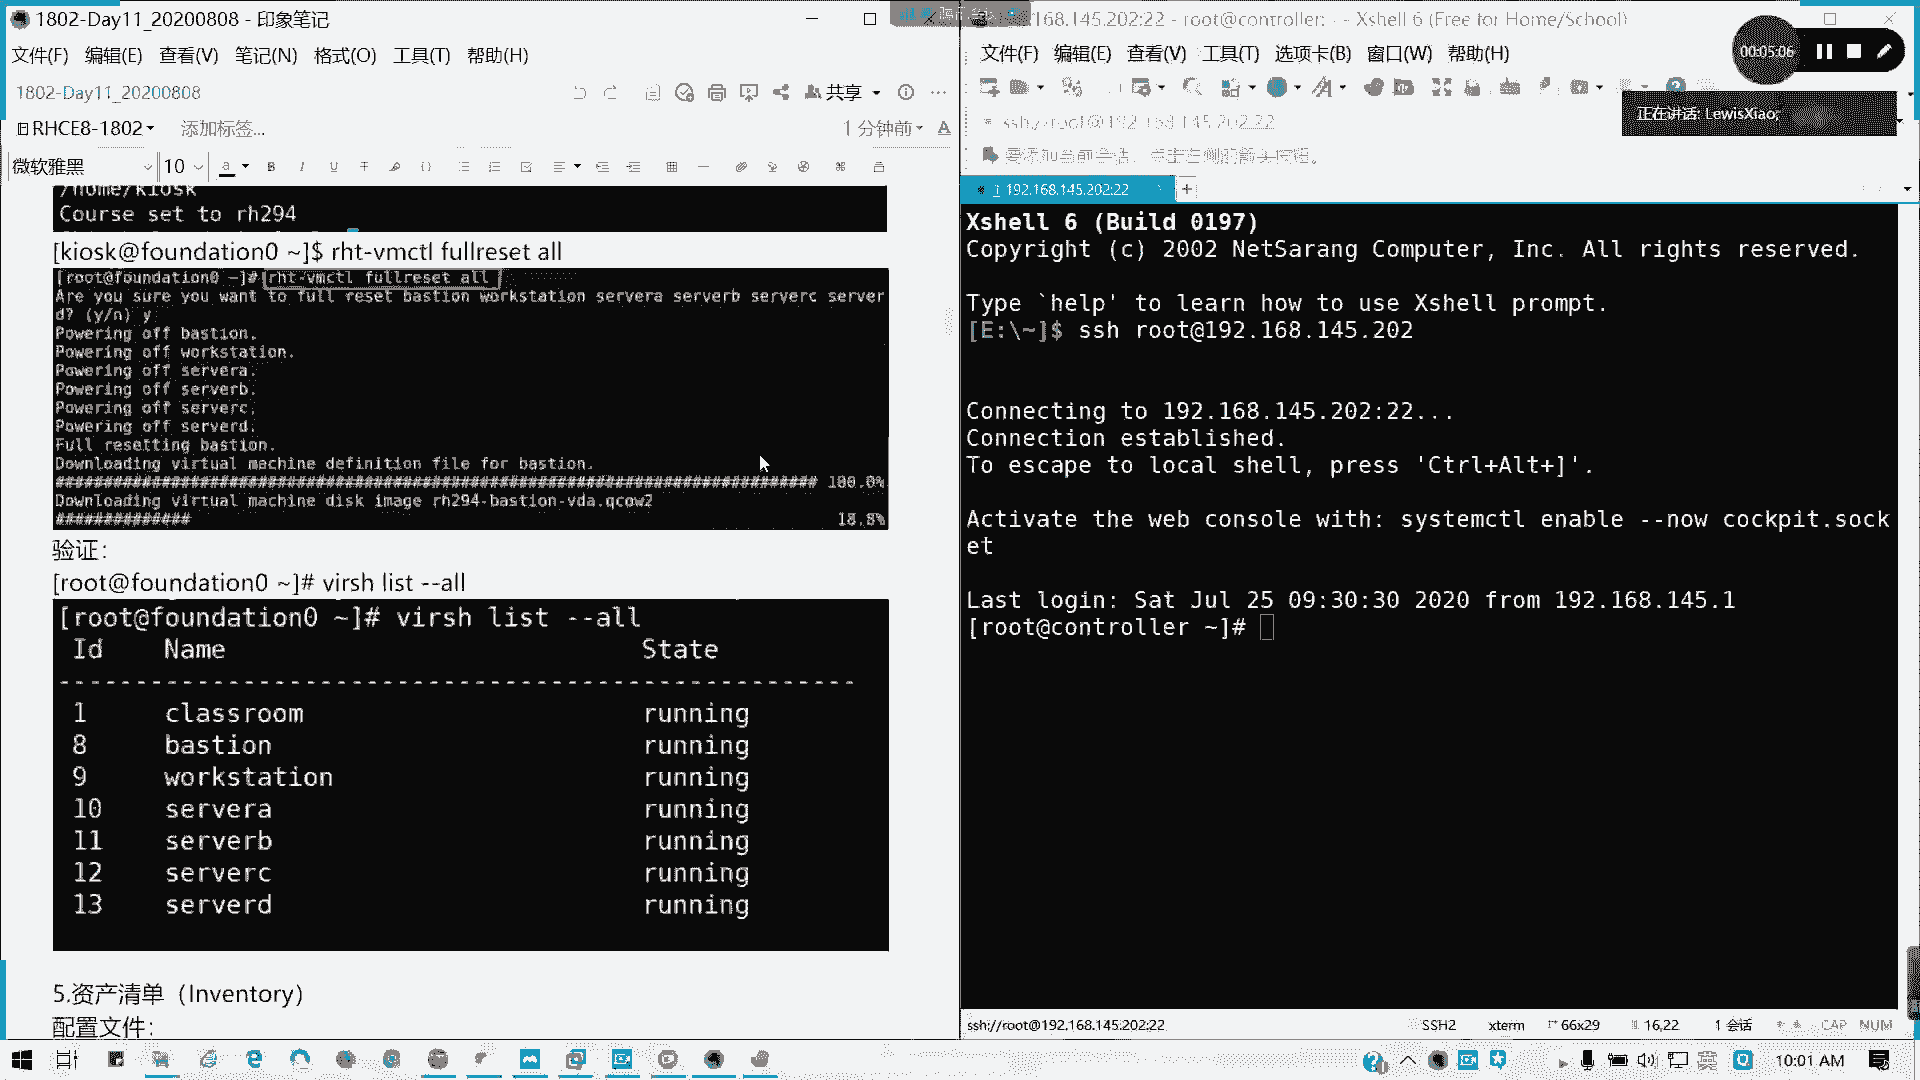 1802-Day11_20200808 - 印象笔记
文件(F) 编辑(E) 查看(V) 笔记(N) 格式(O) 工具(T) 帮助(H)
1802-Day11_20200808
共享
RHCE8-1802
添加标签...
1 分钟前
微软雅黑
10
/home/kiosk
Course set to rh294
[kiosk@foundation0 ~]$ rht-vmctl fullreset all
[root@foundation0 ~]# rht-vmctl fullreset all
Are you sure you want to full reset bastion workstation servera serverb serverc server
d? (y/n) y
Powering off bastion.
Powering off workstation.
Powering off servera.
Powering off serverb.
Powering off serverc.
Powering off serverd.
Full resetting bastion.
Downloading virtual machine definition file for bastion.
######################################################################## 100.0%
Downloading virtual machine disk image rh294-bastion-vda.qcow2
############## 18.8%
验证：
[root@foundation0 ~]# virsh list --all
[root@foundation0 ~]# virsh list --all
Id Name State
----------------------------------------------------
1 classroom running
8 bastion running
9 workstation running
10 servera running
11 serverb running
12 serverc running
13 serverd running
5.资产清单（Inventory）
配置文件：
168.145.202:22 - root@controller: ~ - Xshell 6 (Free for Home/School)
文件(F) 编辑(E) 查看(V) 工具(T) 选项卡(B) 窗口(W) 帮助(H)
00:05:06
正在讲话: LewisXiao;
ssh://root@192.168.145.202:22
要添加当前会话，点击左侧的箭头按钮。
1 192.168.145.202:22
Xshell 6 (Build 0197)
Copyright (c) 2002 NetSarang Computer, Inc. All rights reserved.
Type `help' to learn how to use Xshell prompt.
[E:\~]$ ssh root@192.168.145.202
Connecting to 192.168.145.202:22...
Connection established.
To escape to local shell, press 'Ctrl+Alt+]'.
Activate the web console with: systemctl enable --now cockpit.sock
et
Last login: Sat Jul 25 09:30:30 2020 from 192.168.145.1
[root@controller ~]#
ssh://root@192.168.145.202:22 SSH2 xterm 66x29 16,22 1 会话 CAP NUM
英
10:01 AM